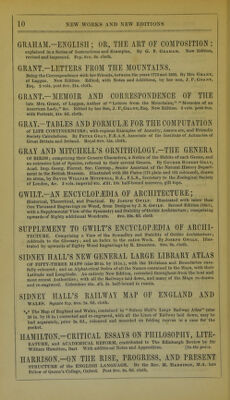 10 NEW WORKS AND NEW EDITIONS
GRAHAM.—ENGLISH; OR, THE ART OF COMPOSITION:
explained in a Series of Instructions and Examples. By G. F. GRAHAM. New Edition,
revised and improved. Fcp. 8vo. 6s. cloth.
GRANT.—LETTERS FROM THE MOUNTAINS,
Being the Correspondence with her Friends, between the years 1773 and 1803. By Mrs. GRANT,
of Laggan. New Edition. Edited, with Notes and Additions, by her son, J. P. GRANT,
Esq. 2 vols. post 8vo. 21s. cloth.
GRANT.—MEMOIR AND CORRESPONDENCE OF THE
late Mrs. Grant, of Laggan, Author of "Letters from the Mountains," "Memoirs of an
American Lady," &c. Edited by her Son, J. P. GRANT, Esq. New Edition. 3 vols. post 8vo.
with Portrait, 31s. 6d. cloth.
GRAY.—TABLES AND FORMULÆ FOR THE COMPUTATION
OF LIFE CONTINGENCIES; with copious Examples of Annuity, Assurance, and Friendly
Society Calculations. By PETER GRAY, F.R.A.S. Associate of the Institute of Actuaries of
Great Britain and Ireland. Royal 8vo. 15s. cloth.
GRAY AND MITCHELL'S ORNITHOLOGY.—THE GENERA
OF BIRDS; comprising their Generic Characters, a Notice of the Habits of each Genus, and
an extensive List of Species, referred to their several Genera. By GEORGE ROBERT GRAY,
Acad. Imp. Georg. Florent. Soc. Corresp. Senior Assistant of the Zoological Department
in the British Museum. Illustrated with 350 Plates (175 plain and 185 coloured), drawn
on stone, by DAVID WILLIAM MITCHELL, B.A., F.L.S., Secretary to the Zoological Society
of London, &c. 3 vols. imperial 4to.
GWILT.—AN ENCYCLOPÆDIA OF ARCHITECTURE;
Historical, Theoretical, and Practical. By JOSEPH GWILT. Illustrated with more than
One Thousand Engravings on Wood, from Designs by J. S. GWILT. Second Edition (1851),
with a Supplemental View of the Symmetry and Stability of Gothic Architecture; comprising
upwards of Eighty additional Woodcuts. 8vo. 52s. 6d. cloth
SUPPLEMENT TO GWILT'S ENCYCLOPÆDIA OF ARCHI-
TECTURE. Comprising a View of the Symmetry and Stability of Gothic Architecture;
Addenda to the Glossary; and an Index to the entire Work. By JOSEPH GWILT. Illus-
trated by upwards of Eighty Wood Engravings by R. BRANSTON. 8vo. 6s. cloth.
SIDNEY HALL'S NEW GENERAL LARGE LIBRARY ATLAS
OF FIFTY-THREE MAPS (size 20 in. by 16 in.), with the Divisions and Boundaries care-
fully coloured; and an Alphabetical Index of all the Names contained in the Maps, with their
Latitude and Longitude. An entirely New Edition, corrected throughout from the best and
most recent Authorities; with all the Railways laid down, and many of the Maps re-drawn
and re-engraved. Colombier 4to. £5. 5s. half-bound in russia.
SIDNEY HALL'S RAILWAY MAP OF ENGLAND AND
WALES. Square fcp. 8vo. 2s. 6d. cloth.
*** The Map of England and Wales, contained in "Sidney Hall's Large Railway Atlas" (size
20 in. by 16 in.) corrected and re-engraved, with all the Lines of Railway laid down, may be
had separately, price 2s. 6d., coloured and mounted on folding canvas in a case for the
pocket.
HAMILTON.—CRITICAL ESSAYS ON PHILOSOPHY, LITE-
RATURE, and ACADEMICAL REFORM, contributed to The Edinburgh Review by Sir
William Hamilton, Bart. With additional Notes and Appendices. [In the press.
HARRISON.—ON THE RISE, PROGRESS, AND PRESENT
STRUCTURE of the ENGLISH LANGUAGE. By the Rev. M. HARRISON, M.A. late
Fellow of Queen's College, Oxford. Post 8vo. 8s. 6d. cloth.